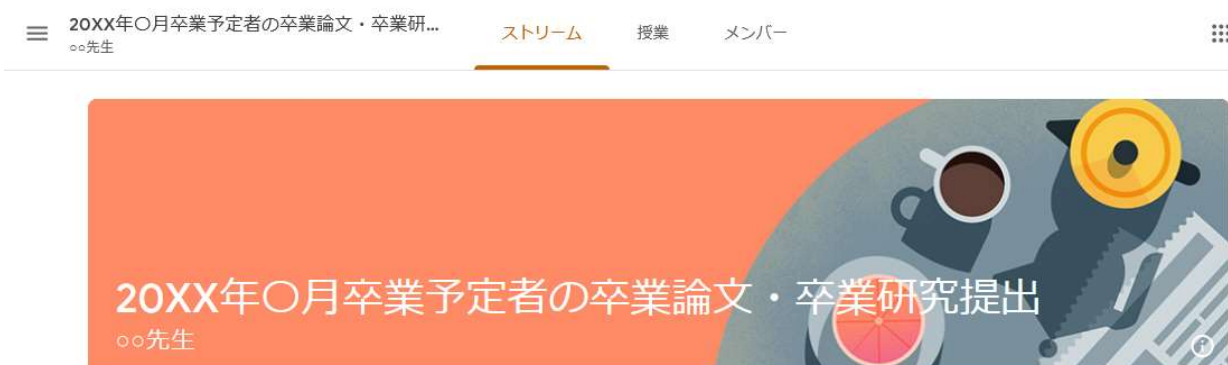 20XX年〇月卒業予定者の卒業論文・卒業研...
○○先生
ストリーム 授業 メンバー
20XX年〇月卒業予定者の卒業論文・卒業研究提出
○○先生